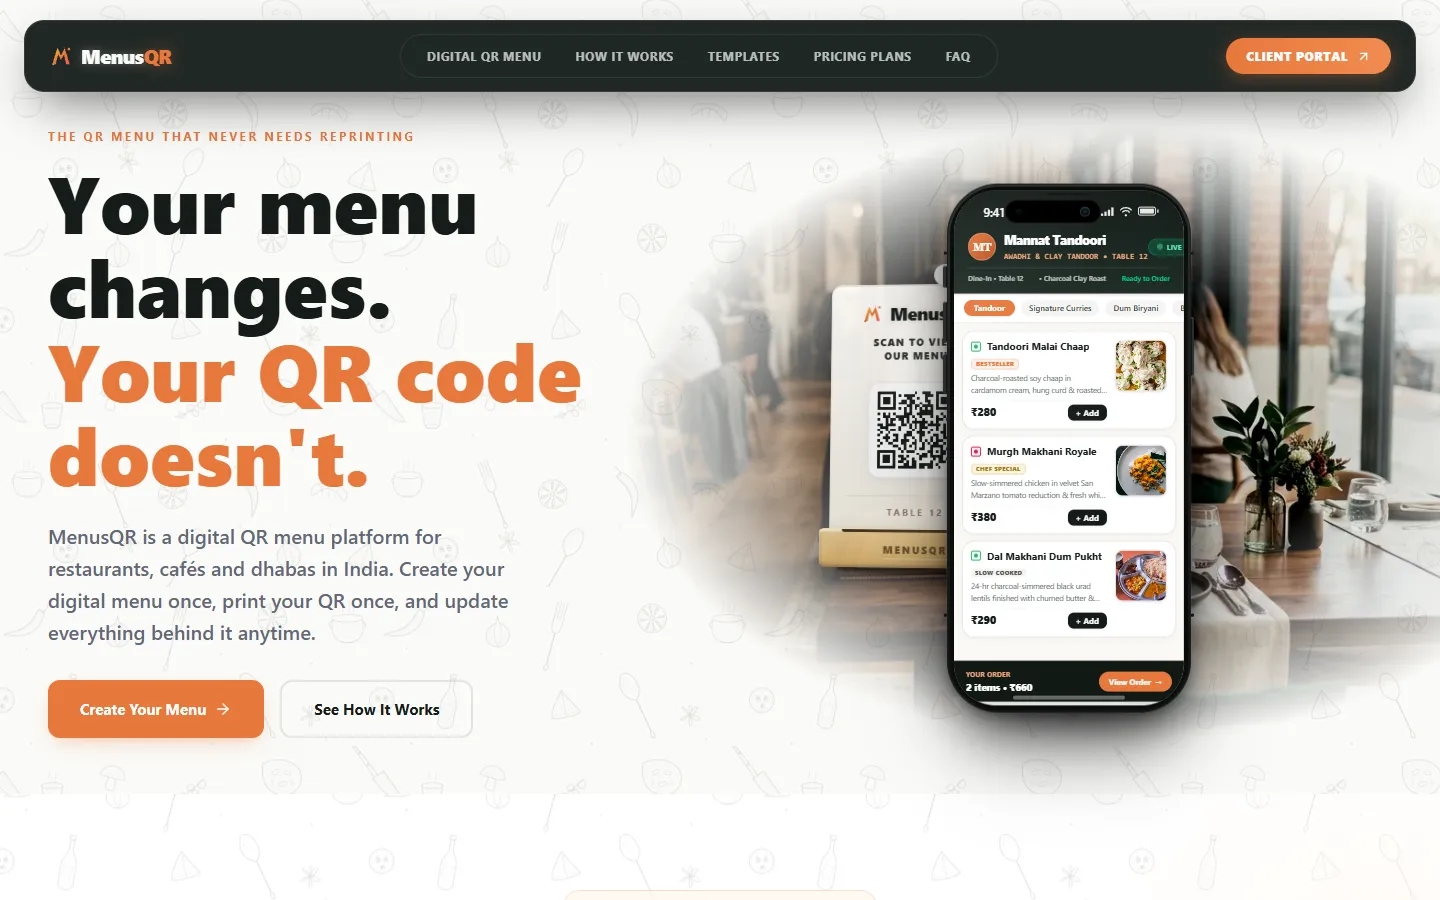 MenusQR
DIGITAL QR MENU
HOW IT WORKS
TEMPLATES
PRICING PLANS
FAQ
CLIENT PORTAL
THE QR MENU THAT NEVER NEEDS REPRINTING
Your menu
changes.
Your QR code
doesn't.
MenusQR is a digital QR menu platform for
restaurants, cafés and dhabas in India. Create your
digital menu once, print your QR once, and update
everything behind it anytime.
Create Your Menu →
See How It Works
Menus
SCAN TO VIE
OUR MENU
TABLE 12
MENUSQR
9:41
MT
Mannat Tandoori
AWADHI & CLAY TANDOOR • TABLE 12
LIVE
Dine-In • Table 12 • Charcoal Clay Roast Ready to Order
Tandoor Signature Curries Dum Biryani
Tandoori Malai Chaap
BESTSELLER
Charcoal-roasted soy chaap in
cardamom cream, hung curd & roasted...
₹280
+ Add
Murgh Makhani Royale
CHEF SPECIAL
Slow-simmered chicken in velvet San
Marzano tomato reduction & fresh whi...
₹380
+ Add
Dal Makhani Dum Pukht
SLOW COOKED
24-hr charcoal-simmered black urad
lentils finished with churned butter &...
₹290
+ Add
YOUR ORDER
2 items • ₹660
View Order →